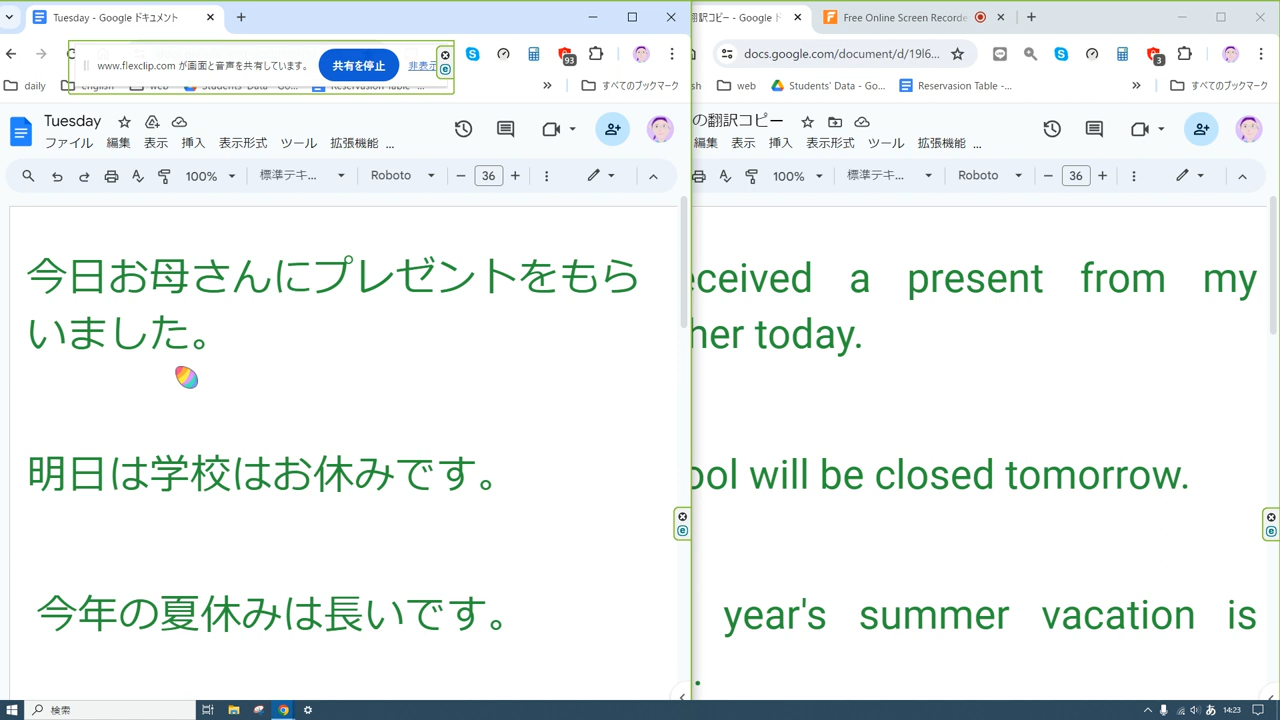 Tuesday - Google ドキュメント
翻訳コピー - Google ド
Free Online Screen Recorde
www.flexclip.com が画面と音声を共有しています。 共有を停止 非表示
docs.google.com/document/d/19l6...
93
3
daily
english
web
Students' Data - Go...
Reservasion Table -...
すべてのブックマーク
sh
web
Students' Data - Go...
Reservasion Table -...
すべてのブックマーク
Tuesday
ファイル 編集 表示 挿入 表示形式 ツール 拡張機能 ...
の翻訳コピー
編集 表示 挿入 表示形式 ツール 拡張機能 ...
100% 標準テキ... Roboto 36
100% 標準テキ... Roboto 36
今日お母さんにプレゼントをもら
いました。
明日は学校はお休みです。
今年の夏休みは長いです。
eceived a present from my
her today.
ool will be closed tomorrow.
year's summer vacation is
検索
あ 14:23